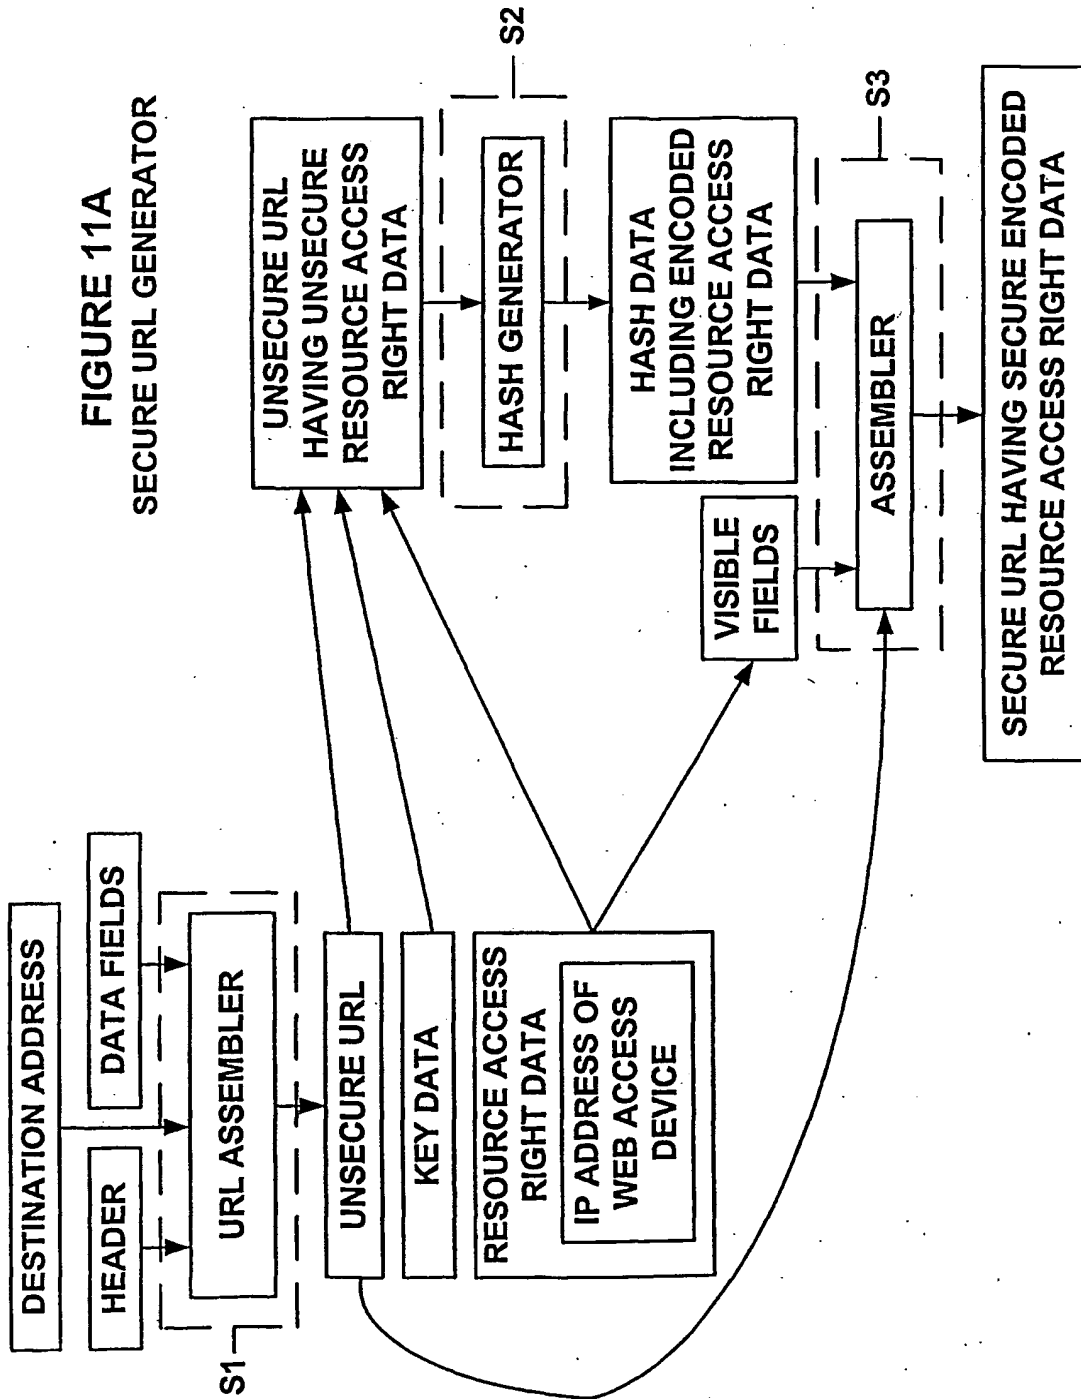 FIGURE 11A
SECURE URL GENERATOR
DESTINATION ADDRESS
HEADER
DATA FIELDS
URL ASSEMBLER
S1
UNSECURE URL
KEY DATA
RESOURCE ACCESS
RIGHT DATA
IP ADDRESS OF
WEB ACCESS
DEVICE
UNSECURE URL
HAVING UNSECURE
RESOURCE ACCESS
RIGHT DATA
HASH GENERATOR
S2
HASH DATA
INCLUDING ENCODED
RESOURCE ACCESS
RIGHT DATA
VISIBLE
FIELDS
ASSEMBLER
S3
SECURE URL HAVING SECURE ENCODED
RESOURCE ACCESS RIGHT DATA